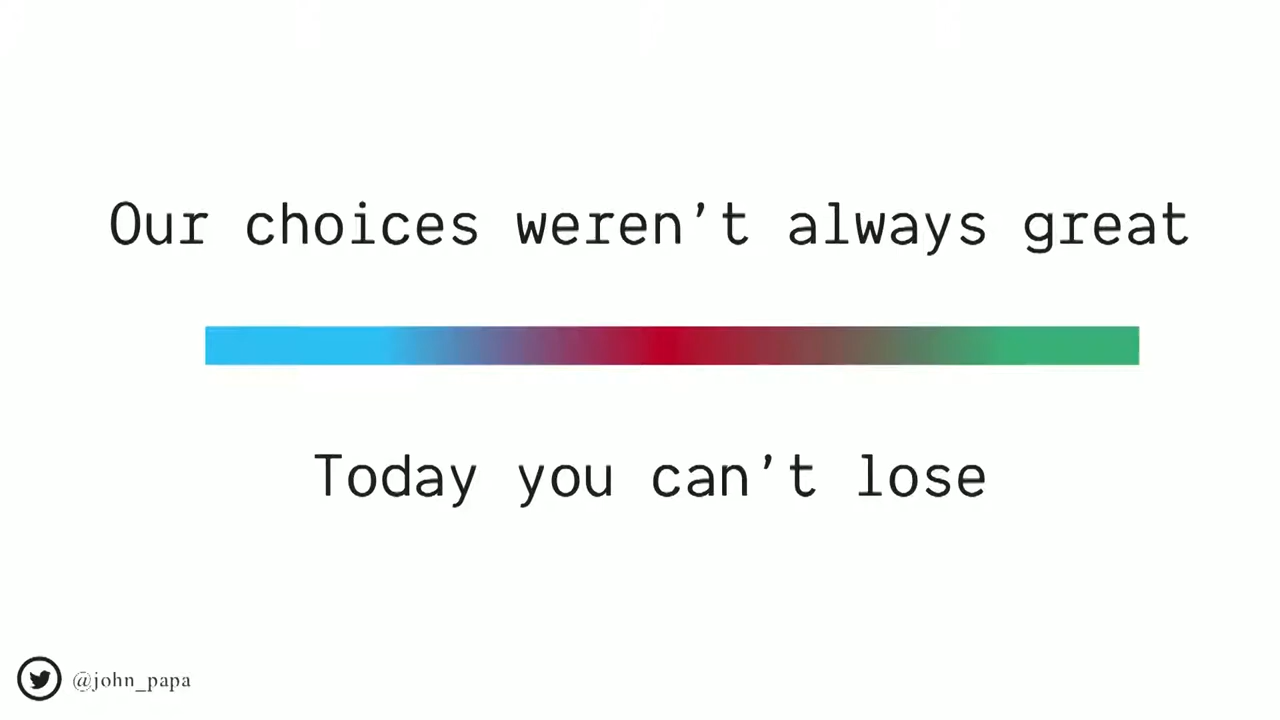 Our choices weren’t always great
Today you can’t lose
@john_papa